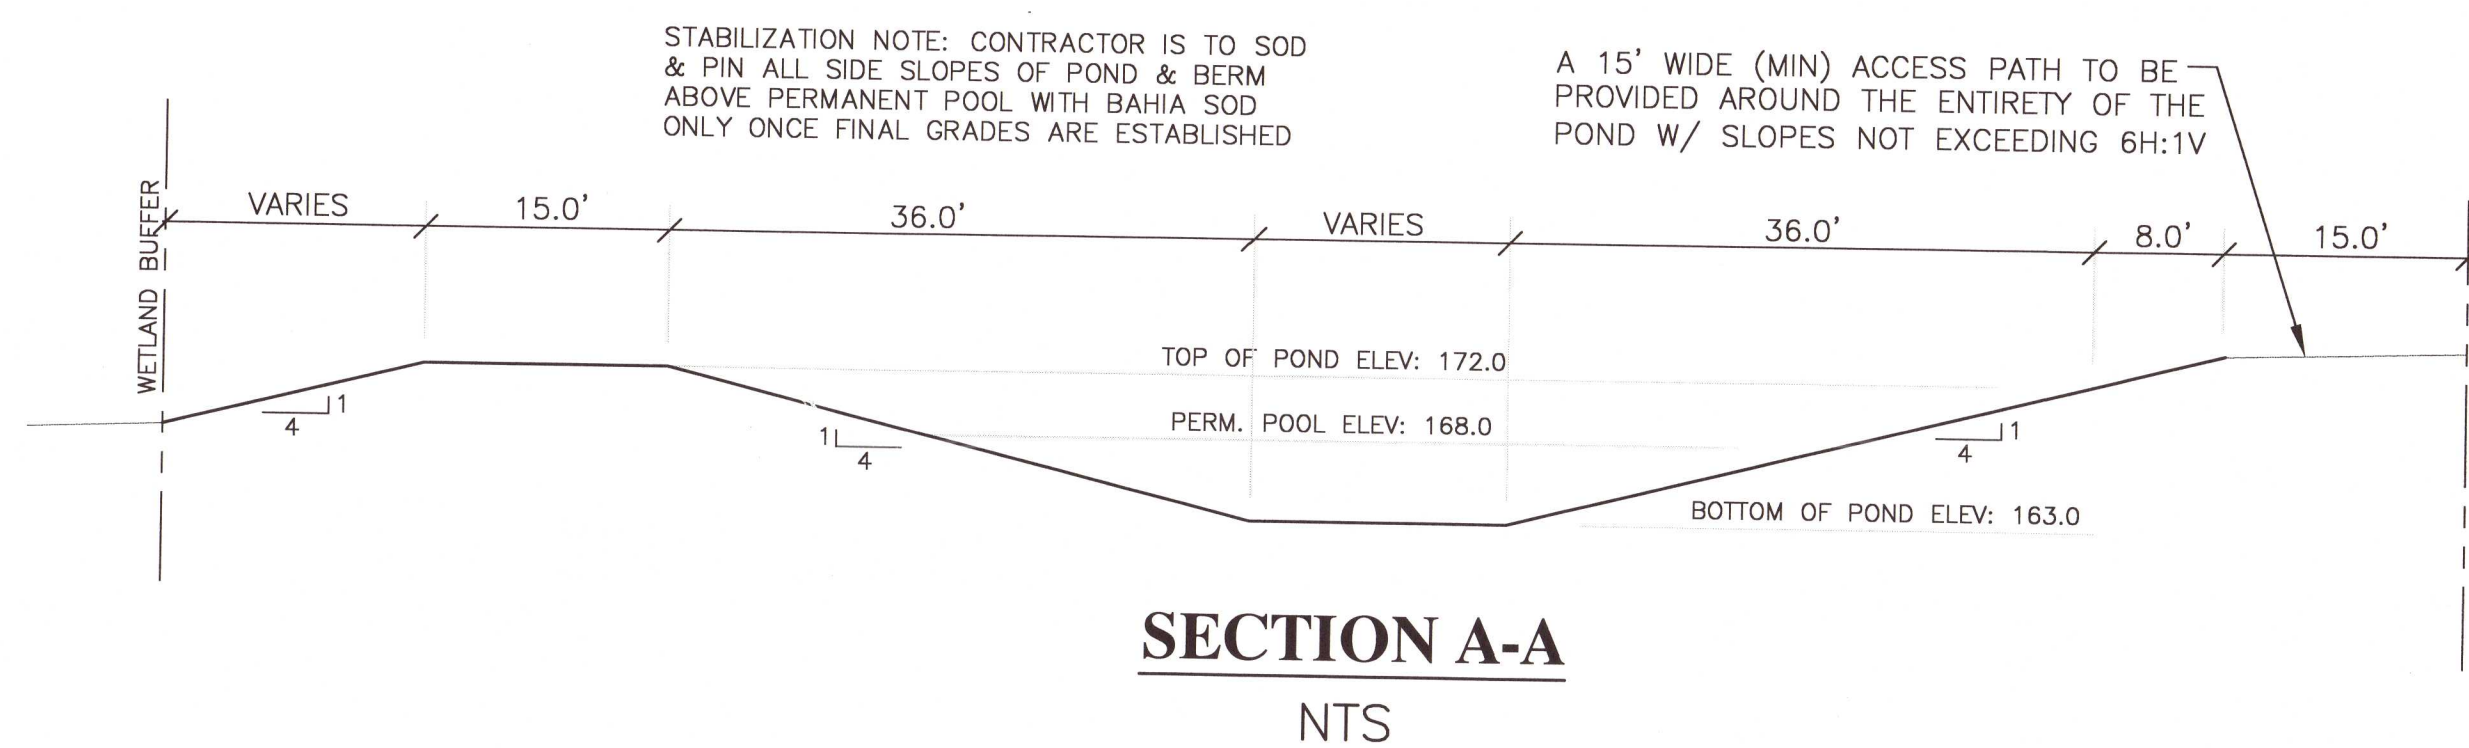 STABILIZATION NOTE: CONTRACTOR IS TO SOD
& PIN ALL SIDE SLOPES OF POND & BERM
ABOVE PERMANENT POOL WITH BAHIA SOD
ONLY ONCE FINAL GRADES ARE ESTABLISHED
A 15' WIDE (MIN) ACCESS PATH TO BE
PROVIDED AROUND THE ENTIRETY OF THE
POND W/ SLOPES NOT EXCEEDING 6H:1V
WETLAND BUFFER
VARIES
15.0'
36.0'
VARIES
36.0'
8.0'
15.0'
TOP OF POND ELEV: 172.0
1
4
PERM. POOL ELEV: 168.0
1
4
1
4
BOTTOM OF POND ELEV: 163.0
SECTION A-A
NTS